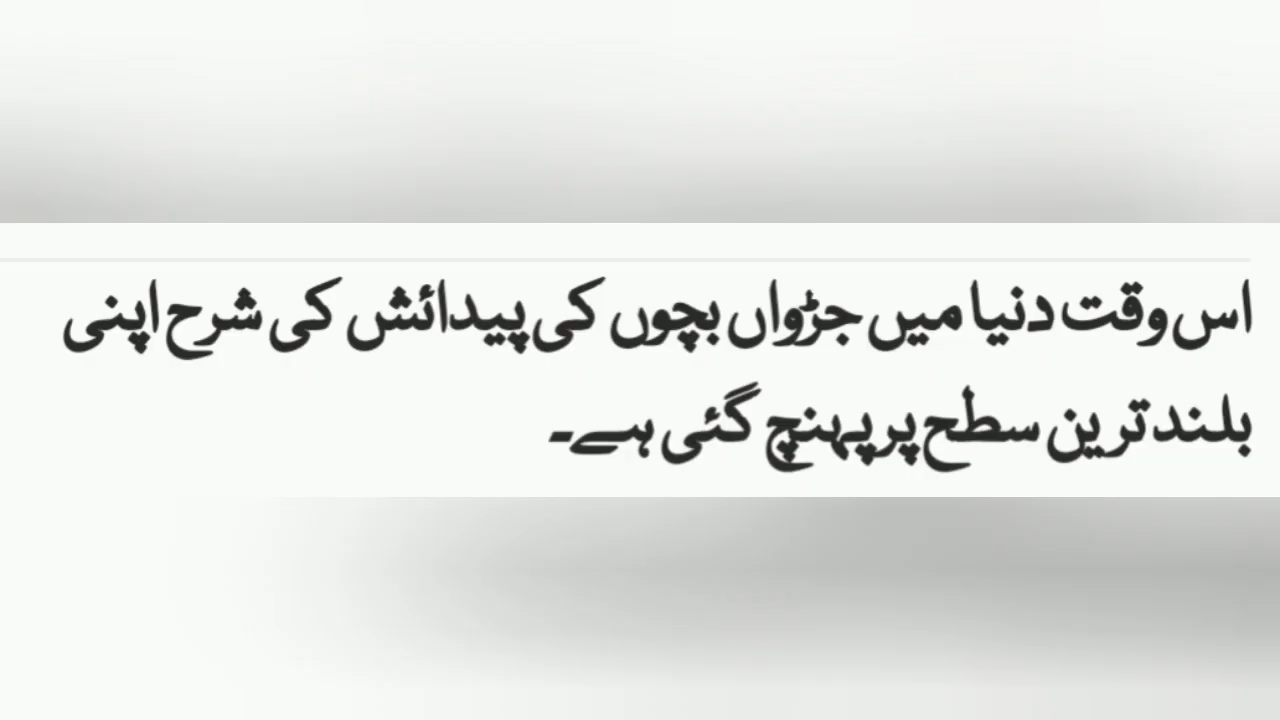 اس وقت دنیا میں جڑواں بچوں کی پیدائش کی شرح اپنی
بلند ترین سطح پر پہنچ گئی ہے۔